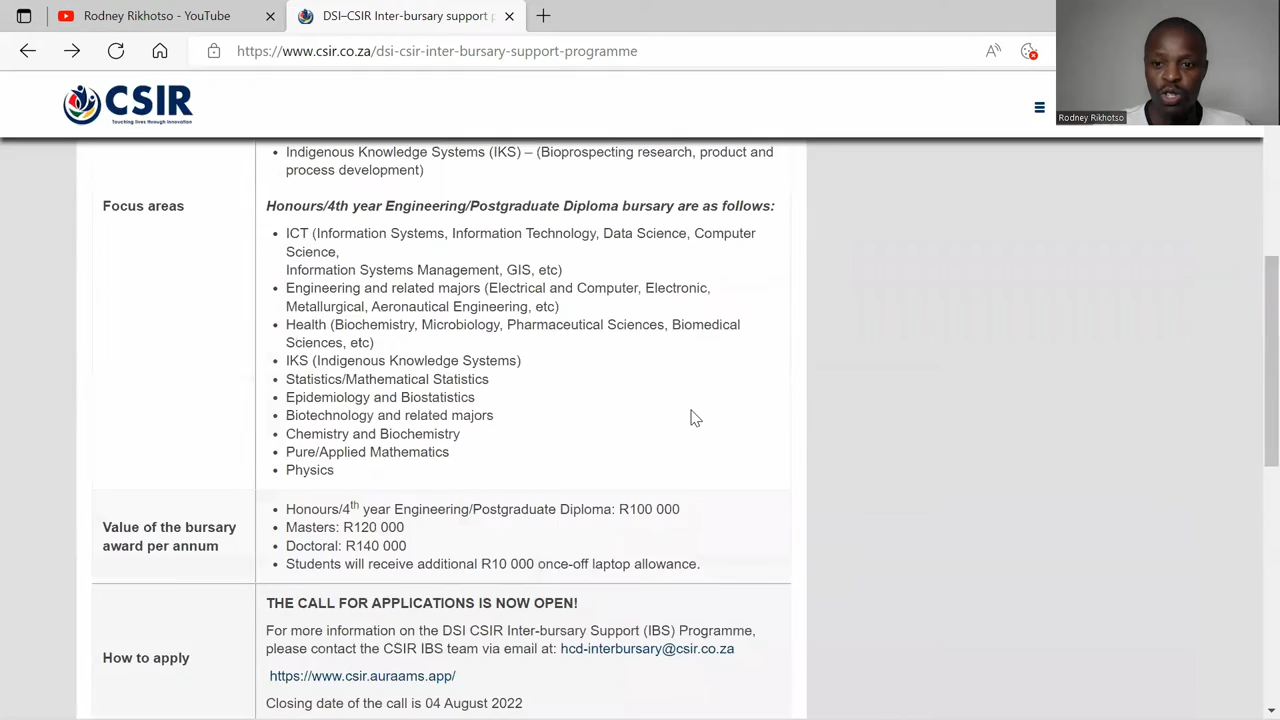 Rodney Rikhotso - YouTube
DSI–CSIR Inter-bursary support p
https://www.csir.co.za/dsi-csir-inter-bursary-support-programme
Rodney Rikhotso
CSIR
Touching lives through innovation
Indigenous Knowledge Systems (IKS) – (Bioprospecting research, product and
process development)
Focus areas
Honours/4th year Engineering/Postgraduate Diploma bursary are as follows:
ICT (Information Systems, Information Technology, Data Science, Computer
Science,
Information Systems Management, GIS, etc)
Engineering and related majors (Electrical and Computer, Electronic,
Metallurgical, Aeronautical Engineering, etc)
Health (Biochemistry, Microbiology, Pharmaceutical Sciences, Biomedical
Sciences, etc)
IKS (Indigenous Knowledge Systems)
Statistics/Mathematical Statistics
Epidemiology and Biostatistics
Biotechnology and related majors
Chemistry and Biochemistry
Pure/Applied Mathematics
Physics
Value of the bursary
award per annum
Honours/4th year Engineering/Postgraduate Diploma: R100 000
Masters: R120 000
Doctoral: R140 000
Students will receive additional R10 000 once-off laptop allowance.
How to apply
THE CALL FOR APPLICATIONS IS NOW OPEN!
For more information on the DSI CSIR Inter-bursary Support (IBS) Programme,
please contact the CSIR IBS team via email at: hcd-interbursary@csir.co.za
https://www.csir.auraams.app/
Closing date of the call is 04 August 2022